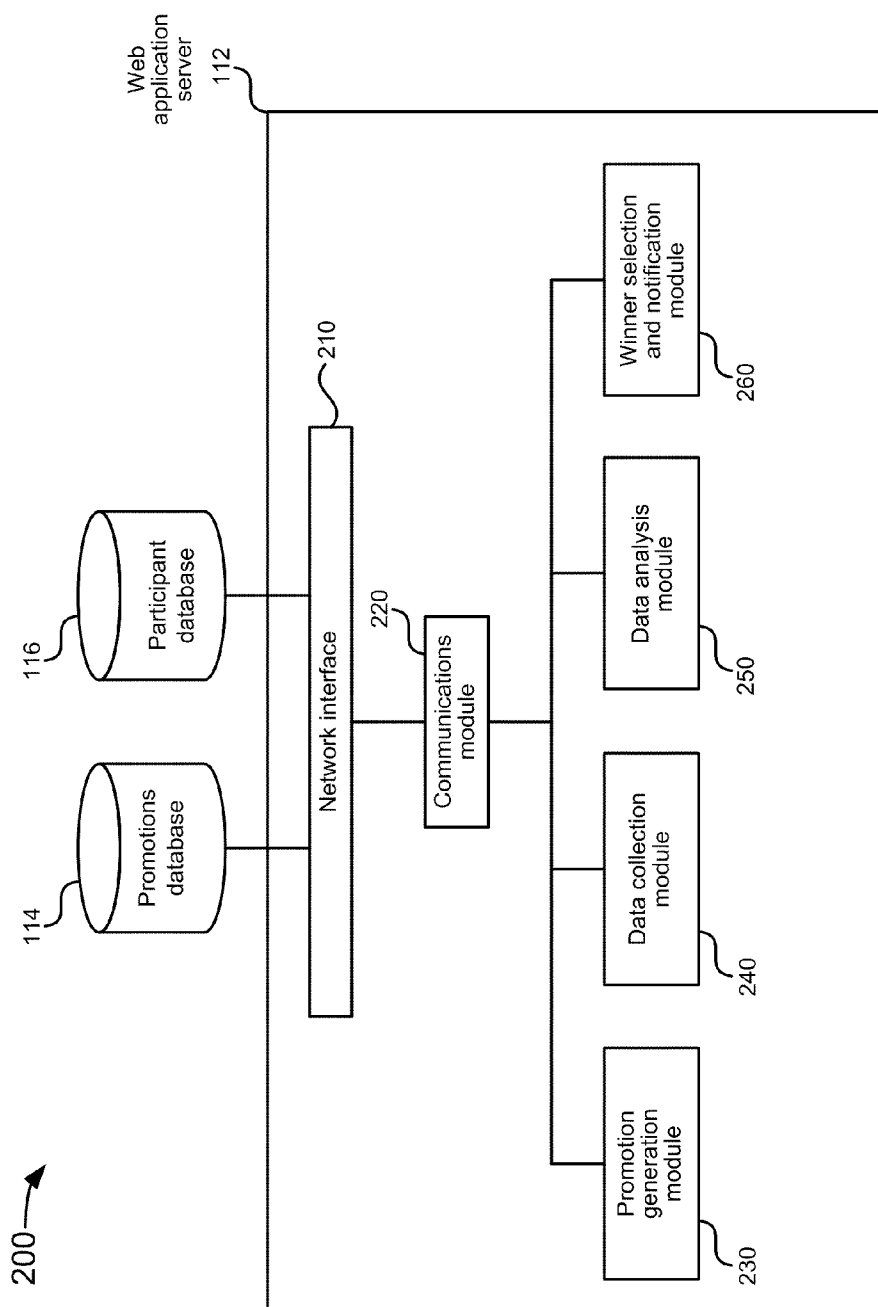 200
Web
application
server
112
114
Promotions
database
116
Participant
database
210
Network interface
220
Communications
module
Promotion
generation
module
230
Data collection
module
240
Data analysis
module
250
Winner selection
and notification
module
260